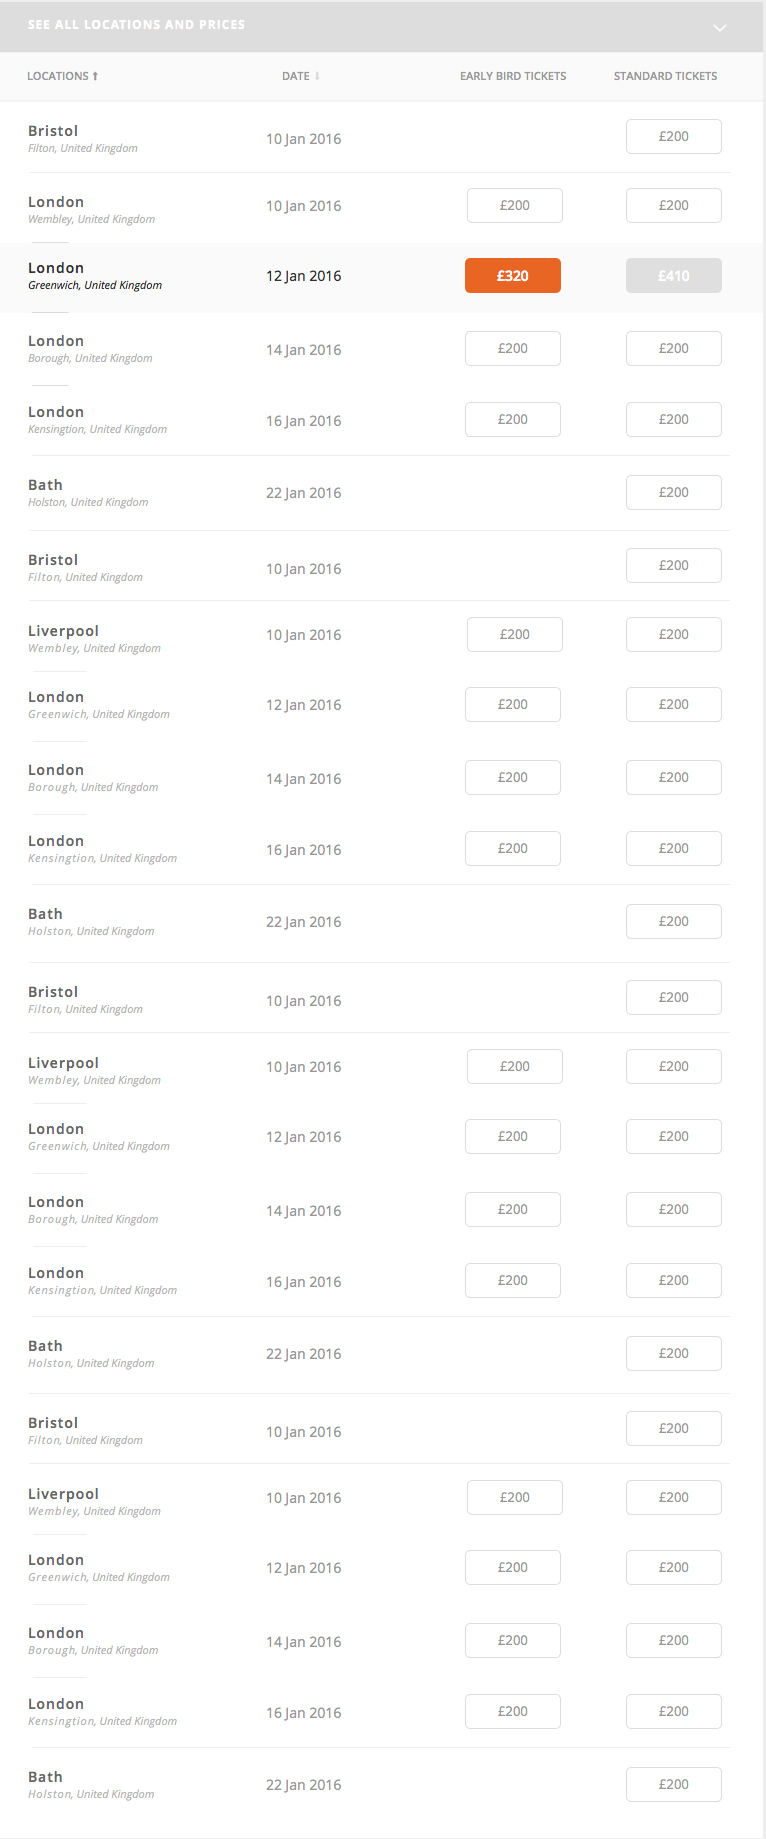 SEE ALL LOCATIONS AND PRICES
LOCATIONS ↑ DATE ↓ EARLY BIRD TICKETS STANDARD TICKETS
Bristol
Filton, United Kingdom
10 Jan 2016 £200
London
Wembley, United Kingdom
10 Jan 2016 £200 £200
London
Greenwich, United Kingdom
12 Jan 2016 £320 £410
London
Borough, United Kingdom
14 Jan 2016 £200 £200
London
Kensingtion, United Kingdom
16 Jan 2016 £200 £200
Bath
Holston, United Kingdom
22 Jan 2016 £200
Bristol
Filton, United Kingdom
10 Jan 2016 £200
Liverpool
Wembley, United Kingdom
10 Jan 2016 £200 £200
London
Greenwich, United Kingdom
12 Jan 2016 £200 £200
London
Borough, United Kingdom
14 Jan 2016 £200 £200
London
Kensingtion, United Kingdom
16 Jan 2016 £200 £200
Bath
Holston, United Kingdom
22 Jan 2016 £200
Bristol
Filton, United Kingdom
10 Jan 2016 £200
Liverpool
Wembley, United Kingdom
10 Jan 2016 £200 £200
London
Greenwich, United Kingdom
12 Jan 2016 £200 £200
London
Borough, United Kingdom
14 Jan 2016 £200 £200
London
Kensingtion, United Kingdom
16 Jan 2016 £200 £200
Bath
Holston, United Kingdom
22 Jan 2016 £200
Bristol
Filton, United Kingdom
10 Jan 2016 £200
Liverpool
Wembley, United Kingdom
10 Jan 2016 £200 £200
London
Greenwich, United Kingdom
12 Jan 2016 £200 £200
London
Borough, United Kingdom
14 Jan 2016 £200 £200
London
Kensingtion, United Kingdom
16 Jan 2016 £200 £200
Bath
Holston, United Kingdom
22 Jan 2016 £200